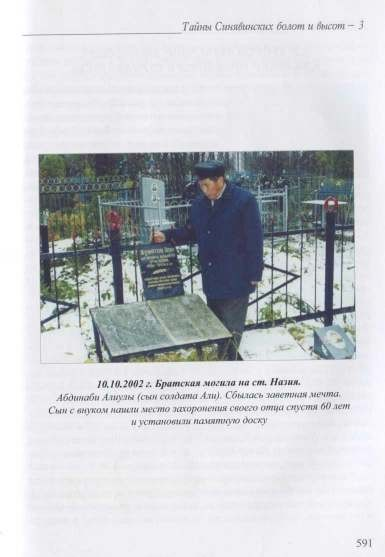 Тайны Синявинских болот и высот – 3
10.10.2002 г. Братская могила на ст. Назия.
Абдинаби Алиулы (сын солдата Али). Сбылась заветная мечта.
Сын с внуком нашли место захоронения своего отца спустя 60 лет
и установили памятную доску
591